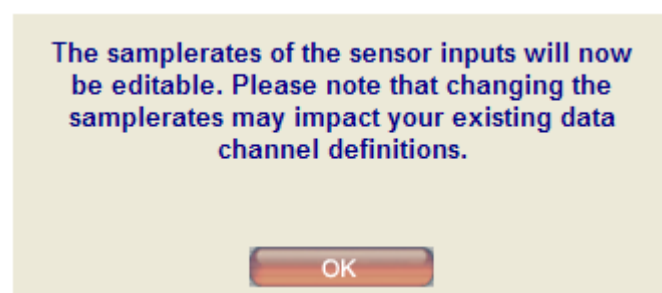 The samplerates of the sensor inputs will now
be editable. Please note that changing the
samplerates may impact your existing data
channel definitions.
OK